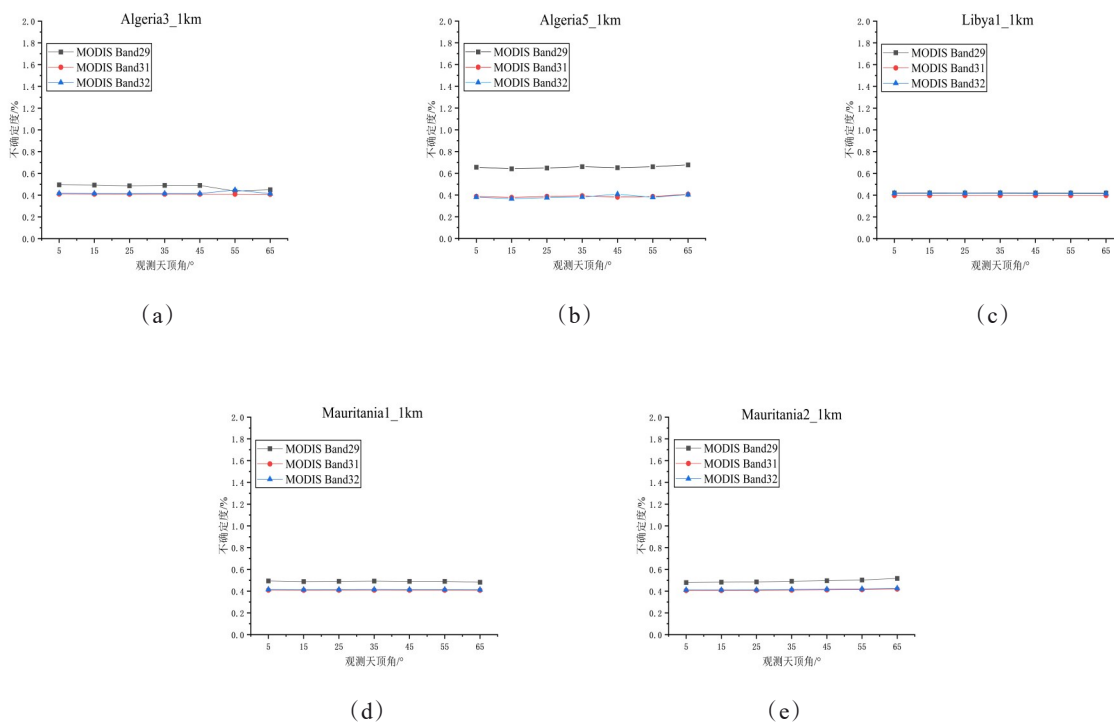 Algeria3_1km
MODIS Band29
MODIS Band31
MODIS Band32
不确定度/%
2.0
1.8
1.6
1.4
1.2
1.0
0.8
0.6
0.4
0.2
0.0
5 15 25 35 45 55 65
观测天顶角/°
(a)
Algeria5_1km
MODIS Band29
MODIS Band31
MODIS Band32
不确定度/%
2.0
1.8
1.6
1.4
1.2
1.0
0.8
0.6
0.4
0.2
0.0
5 15 25 35 45 55 65
观测天顶角/°
(b)
Libya1_1km
MODIS Band29
MODIS Band31
MODIS Band32
不确定度/%
2.0
1.8
1.6
1.4
1.2
1.0
0.8
0.6
0.4
0.2
0.0
5 15 25 35 45 55 65
观测天顶角/°
(c)
Mauritania1_1km
MODIS Band29
MODIS Band31
MODIS Band32
不确定度/%
2.0
1.8
1.6
1.4
1.2
1.0
0.8
0.6
0.4
0.2
0.0
5 15 25 35 45 55 65
观测天顶角/°
(d)
Mauritania2_1km
MODIS Band29
MODIS Band31
MODIS Band32
不确定度/%
2.0
1.8
1.6
1.4
1.2
1.0
0.8
0.6
0.4
0.2
0.0
5 15 25 35 45 55 65
观测天顶角/°
(e)